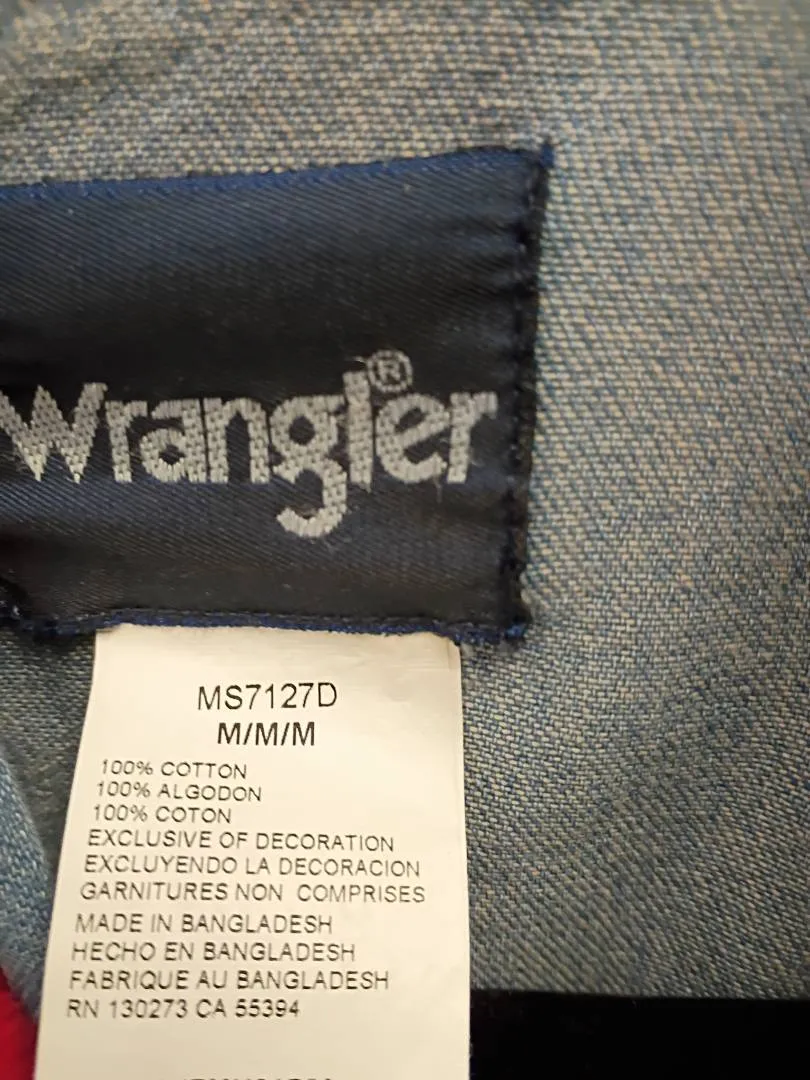 Wrangler®
MS7127D
M/M/M
100% COTTON
100% ALGODON
100% COTON
EXCLUSIVE OF DECORATION
EXCLUYENDO LA DECORACION
GARNITURES NON COMPRISES
MADE IN BANGLADESH
HECHO EN BANGLADESH
FABRIQUE AU BANGLADESH
RN 130273 CA 55394